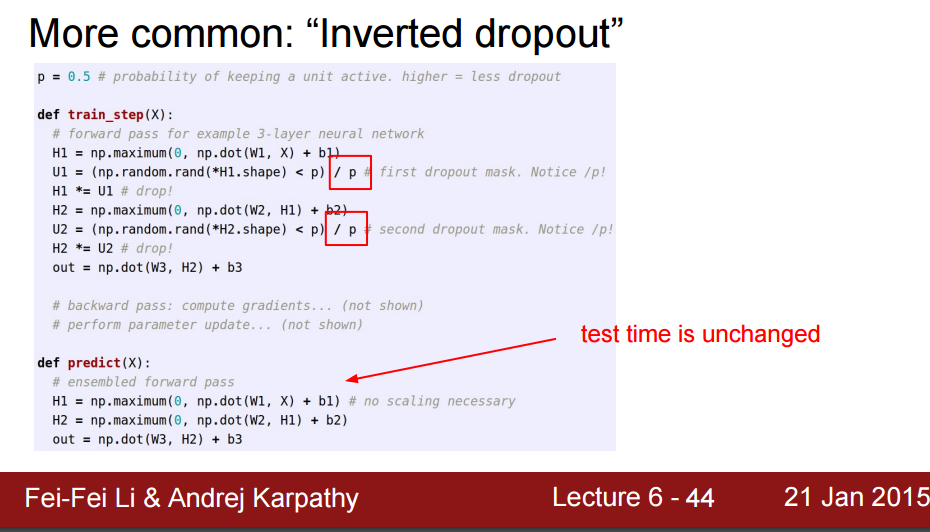 More common: “Inverted dropout”
p = 0.5 # probability of keeping a unit active. higher = less dropout
def train_step(X):
# forward pass for example 3-layer neural network
H1 = np.maximum(0, np.dot(W1, X) + b1)
U1 = (np.random.rand(*H1.shape) < p) / p # first dropout mask. Notice /p!
H1 *= U1 # drop!
H2 = np.maximum(0, np.dot(W2, H1) + b2)
U2 = (np.random.rand(*H2.shape) < p) / p # second dropout mask. Notice /p!
H2 *= U2 # drop!
out = np.dot(W3, H2) + b3
# backward pass: compute gradients... (not shown)
# perform parameter update... (not shown)
test time is unchanged
def predict(X):
# ensembled forward pass
H1 = np.maximum(0, np.dot(W1, X) + b1) # no scaling necessary
H2 = np.maximum(0, np.dot(W2, H1) + b2)
out = np.dot(W3, H2) + b3
Fei-Fei Li & Andrej Karpathy Lecture 6 - 44 21 Jan 2015